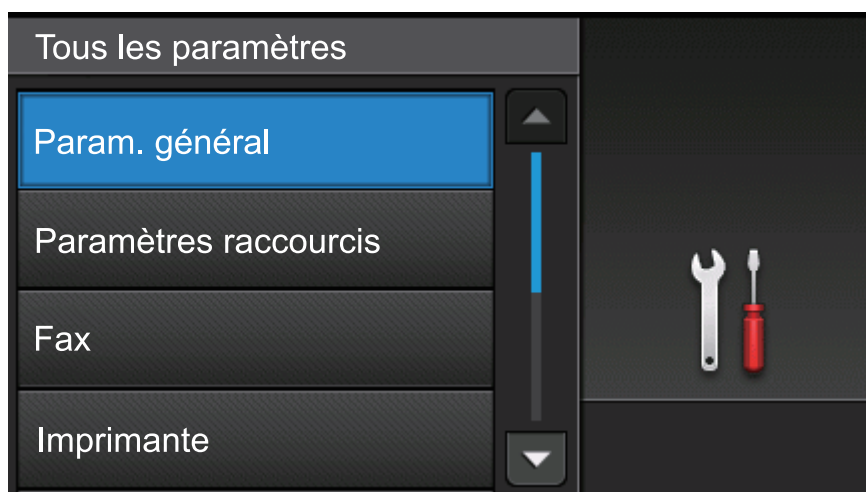 Tous les paramètres
Param. général
Paramètres raccourcis
Fax
Imprimante